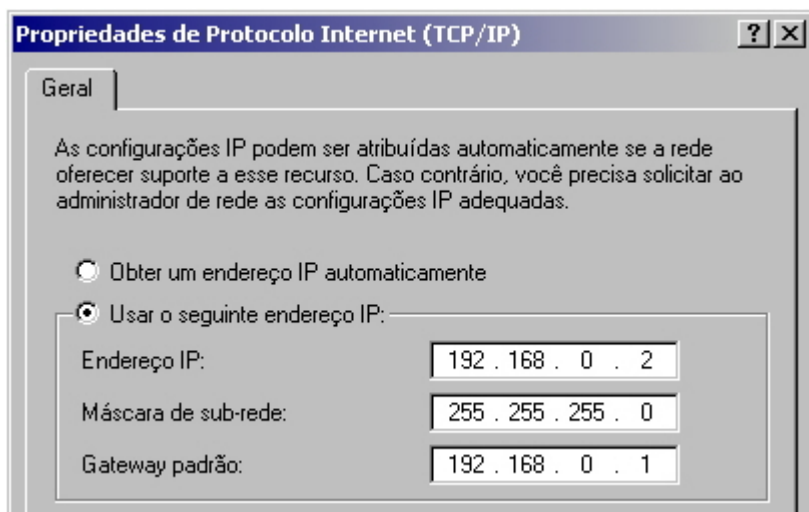 Propriedades de Protocolo Internet (TCP/IP)
Geral
As configurações IP podem ser atribuídas automaticamente se a rede
oferecer suporte a esse recurso. Caso contrário, você precisa solicitar ao
administrador de rede as configurações IP adequadas.
Obter um endereço IP automaticamente
Usar o seguinte endereço IP:
Endereço IP: 192 . 168 . 0 . 2
Máscara de sub-rede: 255 . 255 . 255 . 0
Gateway padrão: 192 . 168 . 0 . 1